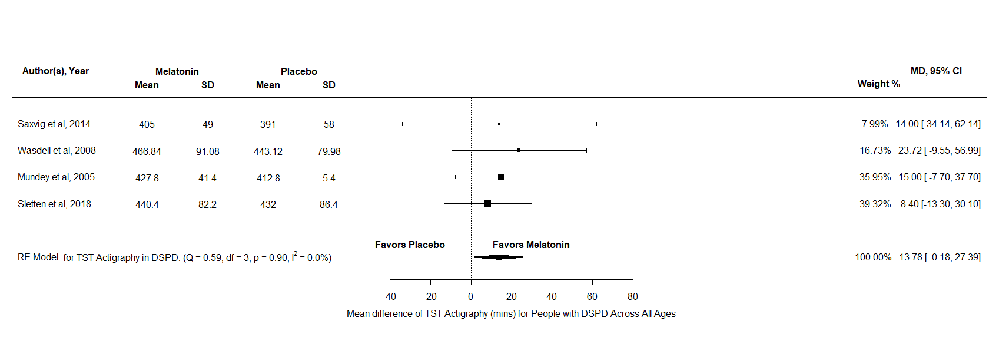 Author(s), Year Melatonin Placebo MD, 95% CI
Mean SD Mean SD Weight %
Saxvig et al, 2014 405 49 391 58 7.99% 14.00 [-34.14, 62.14]
Wasdell et al, 2008 466.84 91.08 443.12 79.98 16.73% 23.72 [ -9.55, 56.99]
Mundey et al, 2005 427.8 41.4 412.8 5.4 35.95% 15.00 [ -7.70, 37.70]
Sletten et al, 2018 440.4 82.2 432 86.4 39.32% 8.40 [-13.30, 30.10]
Favors Placebo Favors Melatonin
RE Model for TST Actigraphy in DSPD: (Q = 0.59, df = 3, p = 0.90; I² = 0.0%) 100.00% 13.78 [ 0.18, 27.39]
-40 -20 0 20 40 60 80
Mean difference of TST Actigraphy (mins) for People with DSPD Across All Ages